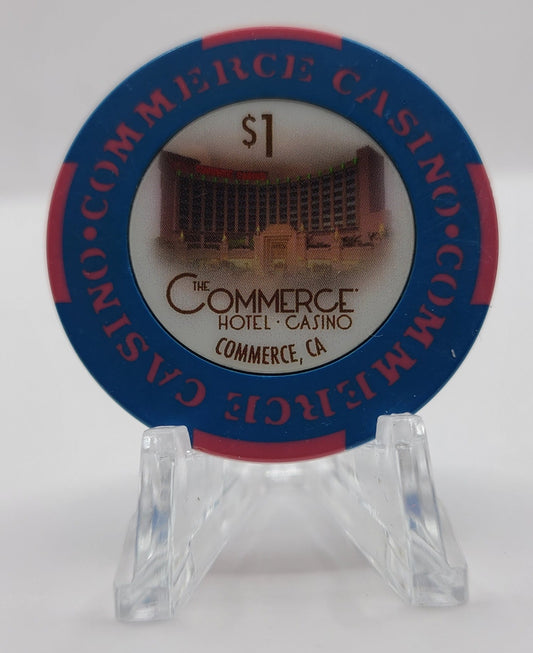 COMMERCE CASINO • COMMERCE CASINO •
$1
THE
COMMERCE
HOTEL · CASINO
COMMERCE, CA